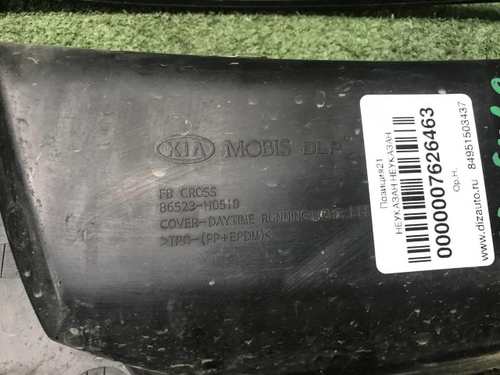 KIA MOBIS DLP
FB CROSS
86523-H0510
COVER-DAYTIME RUNNING LIGHT,
>TPO-(PP+EPDM)<
Позиция21
НЕУКАЗАН НЕУКАЗАН
0000007626463
Ор.Н.
www.dizauto.ru 84951503437